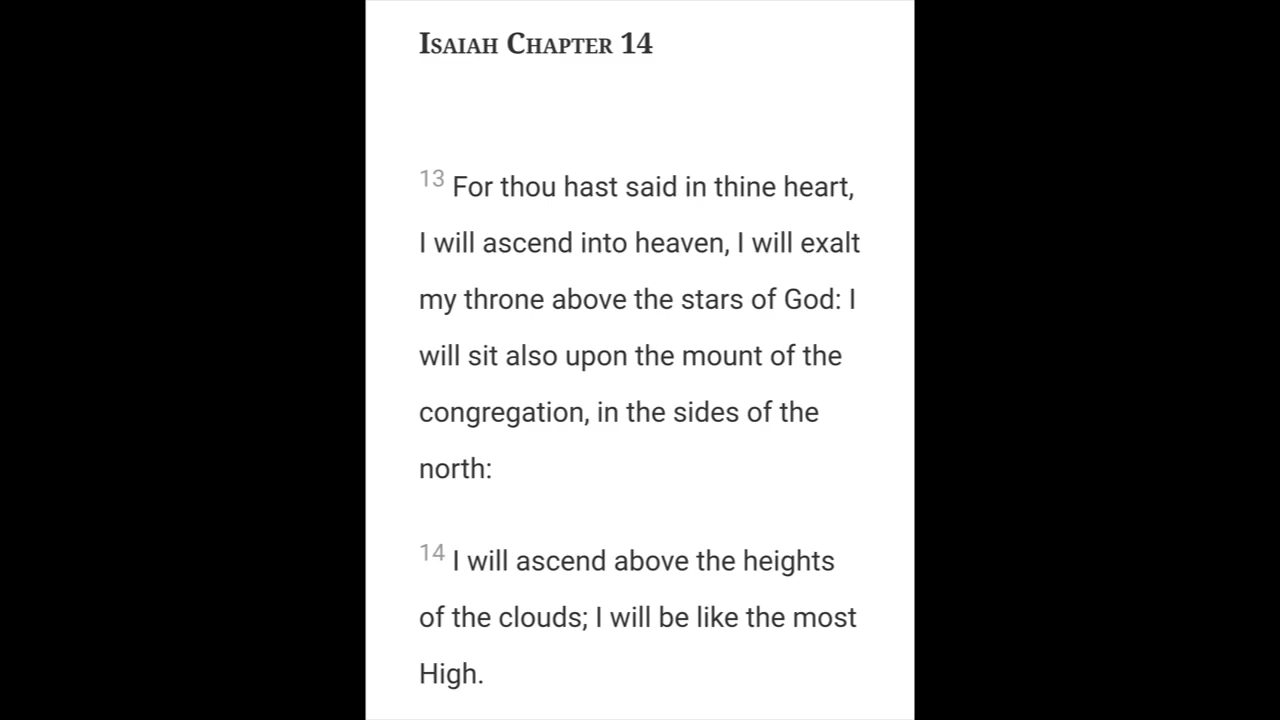 Isaiah Chapter 14
13 For thou hast said in thine heart,
I will ascend into heaven, I will exalt
my throne above the stars of God: I
will sit also upon the mount of the
congregation, in the sides of the
north:
14 I will ascend above the heights
of the clouds; I will be like the most
High.